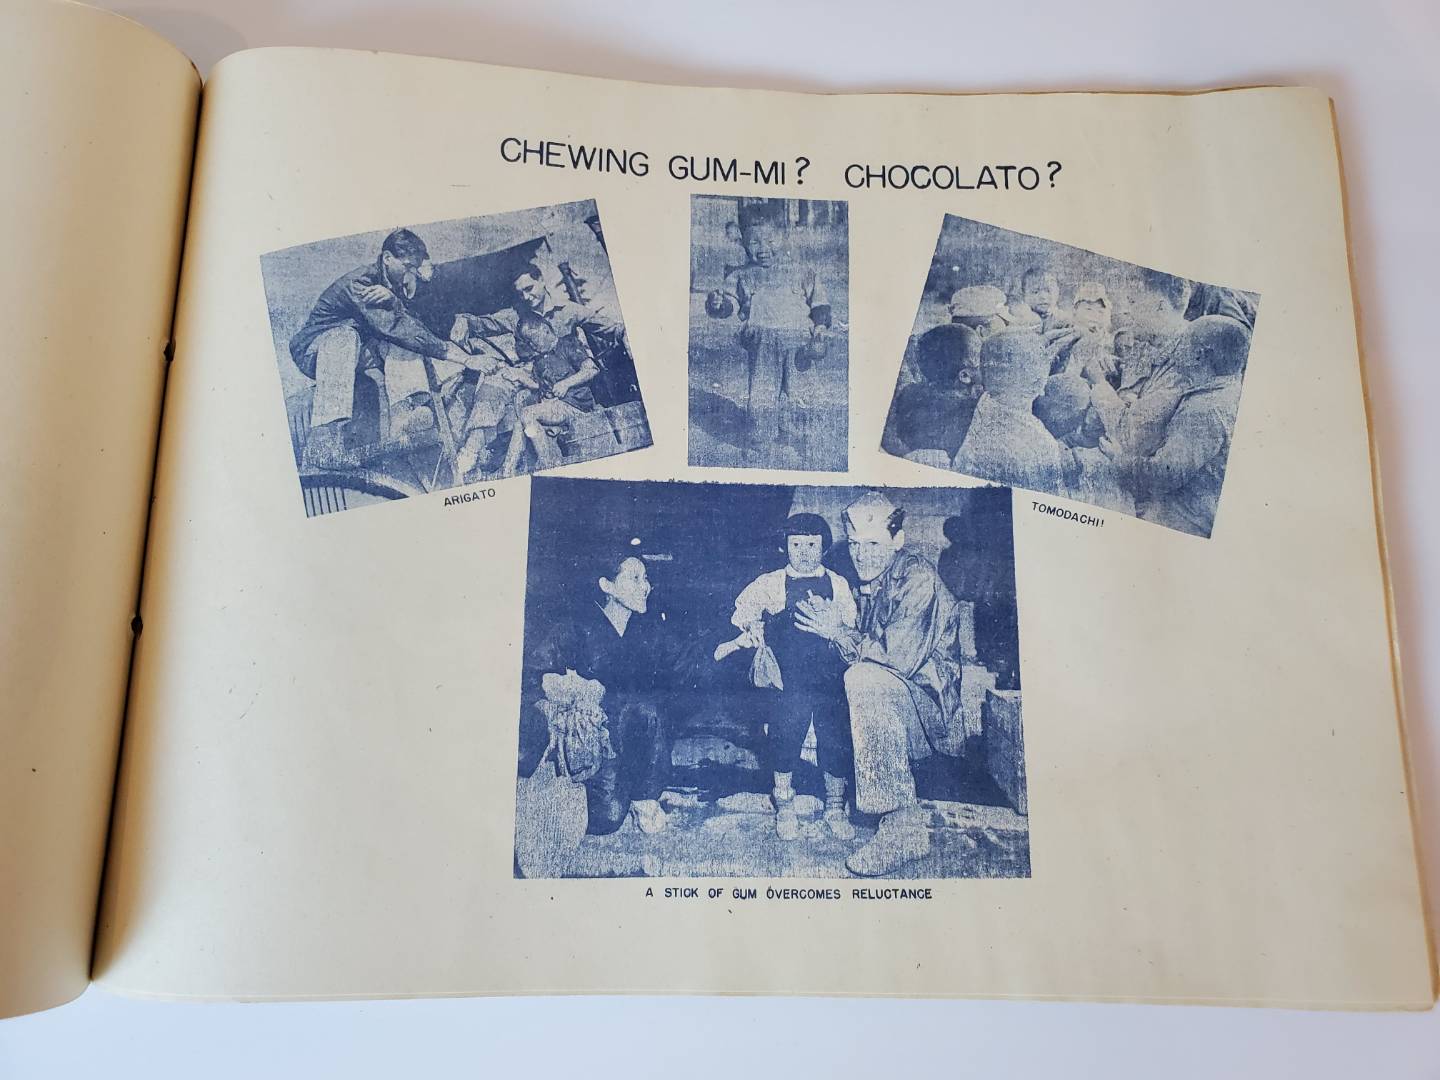 CHEWING GUM-MI? CHOCOLATO?
ARIGATO
TOMODACHI!
A STICK OF GUM OVERCOMES RELUCTANCE